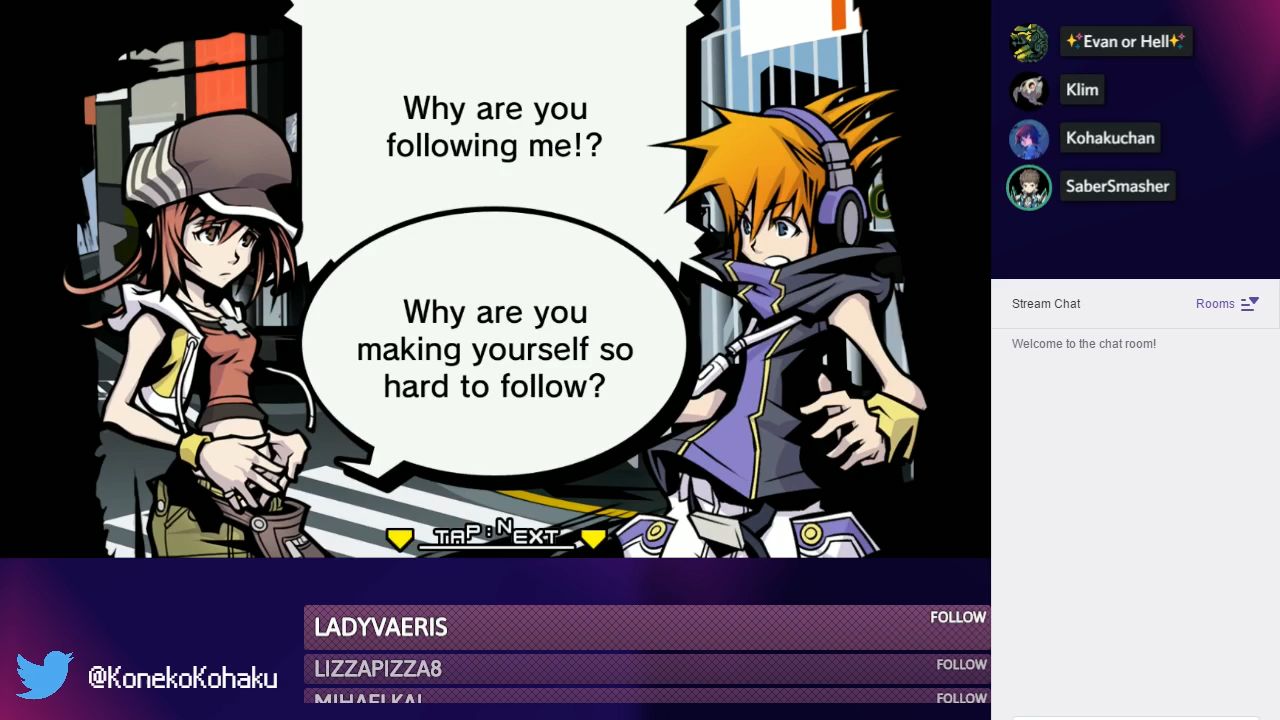 Why are you
following me!?
Why are you
making yourself so
hard to follow?
TAP:NEXT
✨Evan or Hell✨
Klim
Kohakuchan
SaberSmasher
Stream Chat
Rooms
Welcome to the chat room!
@KonekoKohaku
LADYVAERIS
FOLLOW
LIZZAPIZZA8
FOLLOW
FOLLOW